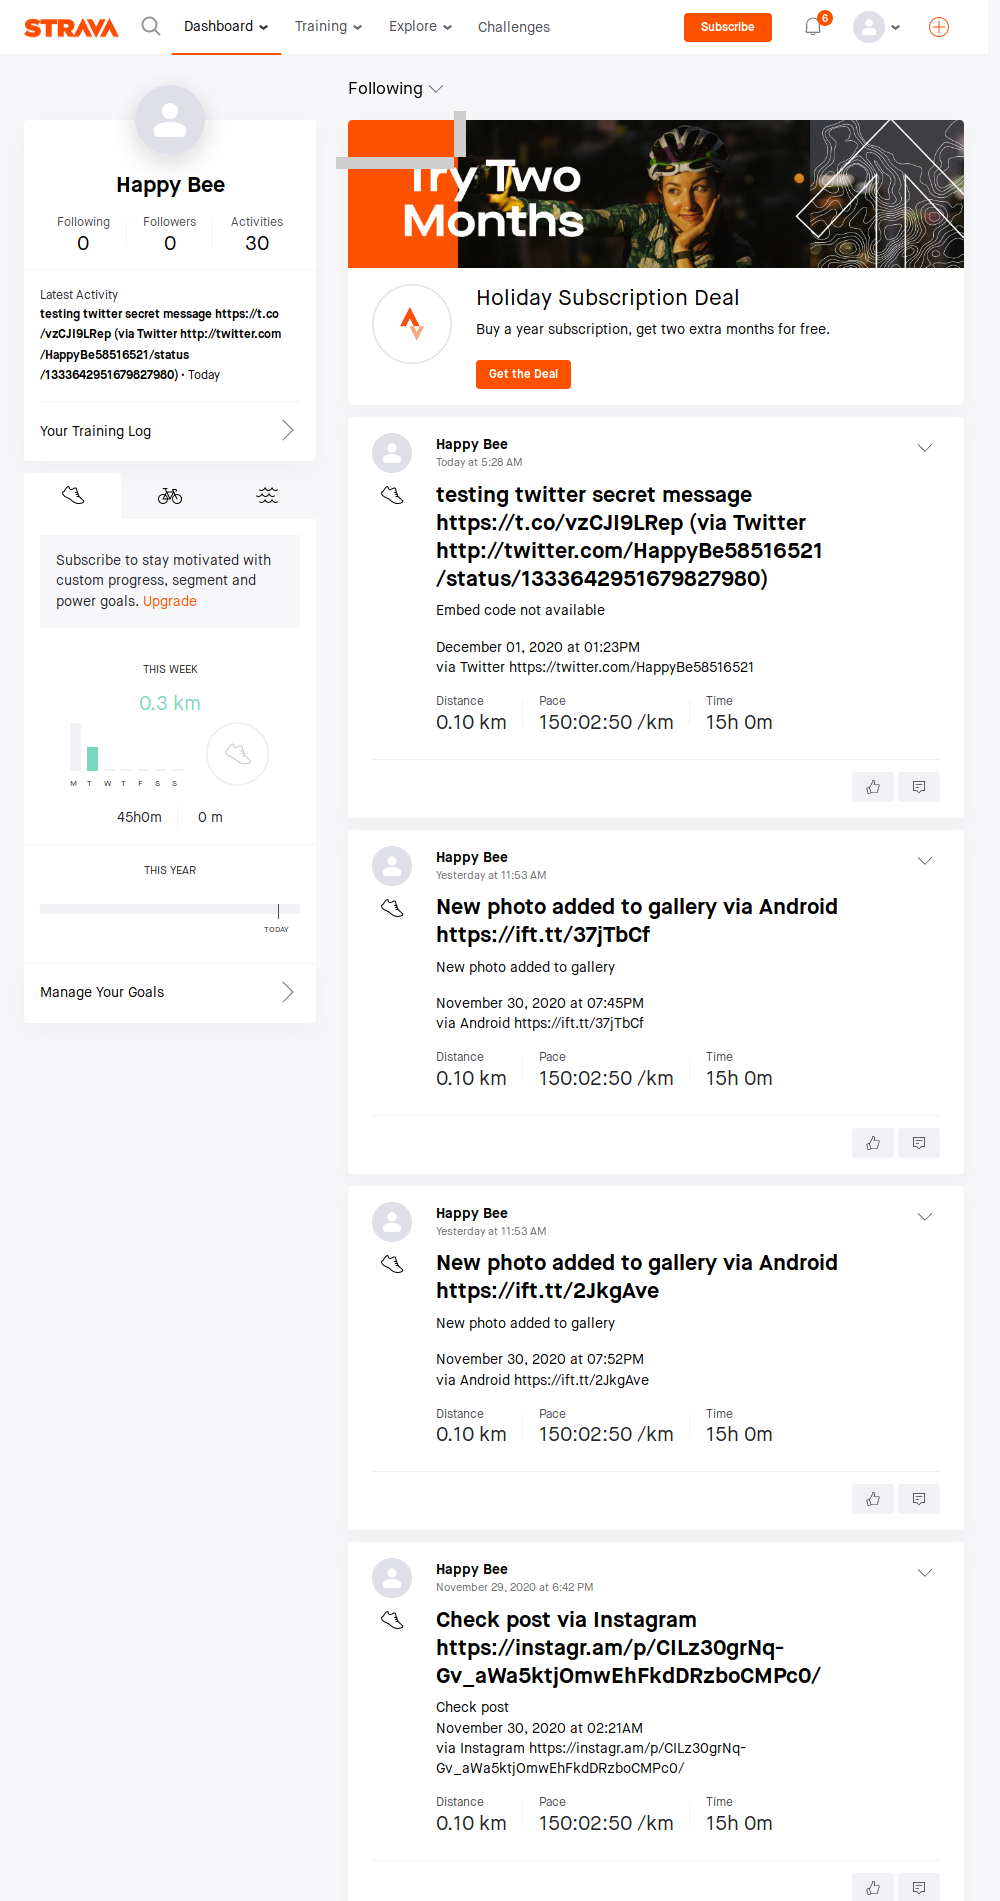 STRAVA
Dashboard
Training
Explore
Challenges
Subscribe
6
Following
Happy Bee
Following
Followers
Activities
0
0
30
Latest Activity
testing twitter secret message https://t.co
/vzCJI9LRep (via Twitter http://twitter.com
/HappyBe58516521/status
/1333642951679827980) • Today
Your Training Log
Subscribe to stay motivated with
custom progress, segment and
power goals. Upgrade
THIS WEEK
0.3 km
M T W T F S S
45h0m
0 m
THIS YEAR
TODAY
Manage Your Goals
Try Two
Months
Holiday Subscription Deal
Buy a year subscription, get two extra months for free.
Get the Deal
Happy Bee
Today at 5:28 AM
testing twitter secret message
https://t.co/vzCJI9LRep (via Twitter
http://twitter.com/HappyBe58516521
/status/1333642951679827980)
Embed code not available
December 01, 2020 at 01:23PM
via Twitter https://twitter.com/HappyBe58516521
Distance
Pace
Time
0.10 km
150:02:50 /km
15h 0m
Happy Bee
Yesterday at 11:53 AM
New photo added to gallery via Android
https://ift.tt/37jTbCf
New photo added to gallery
November 30, 2020 at 07:45PM
via Android https://ift.tt/37jTbCf
Distance
Pace
Time
0.10 km
150:02:50 /km
15h 0m
Happy Bee
Yesterday at 11:53 AM
New photo added to gallery via Android
https://ift.tt/2JkgAve
New photo added to gallery
November 30, 2020 at 07:52PM
via Android https://ift.tt/2JkgAve
Distance
Pace
Time
0.10 km
150:02:50 /km
15h 0m
Happy Bee
November 29, 2020 at 6:42 PM
Check post via Instagram
https://instagr.am/p/CILz30grNq-
Gv_aWa5ktjOmwEhFkdDRzboCMPc0/
Check post
November 30, 2020 at 02:21AM
via Instagram https://instagr.am/p/CILz30grNq-
Gv_aWa5ktjOmwEhFkdDRzboCMPc0/
Distance
Pace
Time
0.10 km
150:02:50 /km
15h 0m